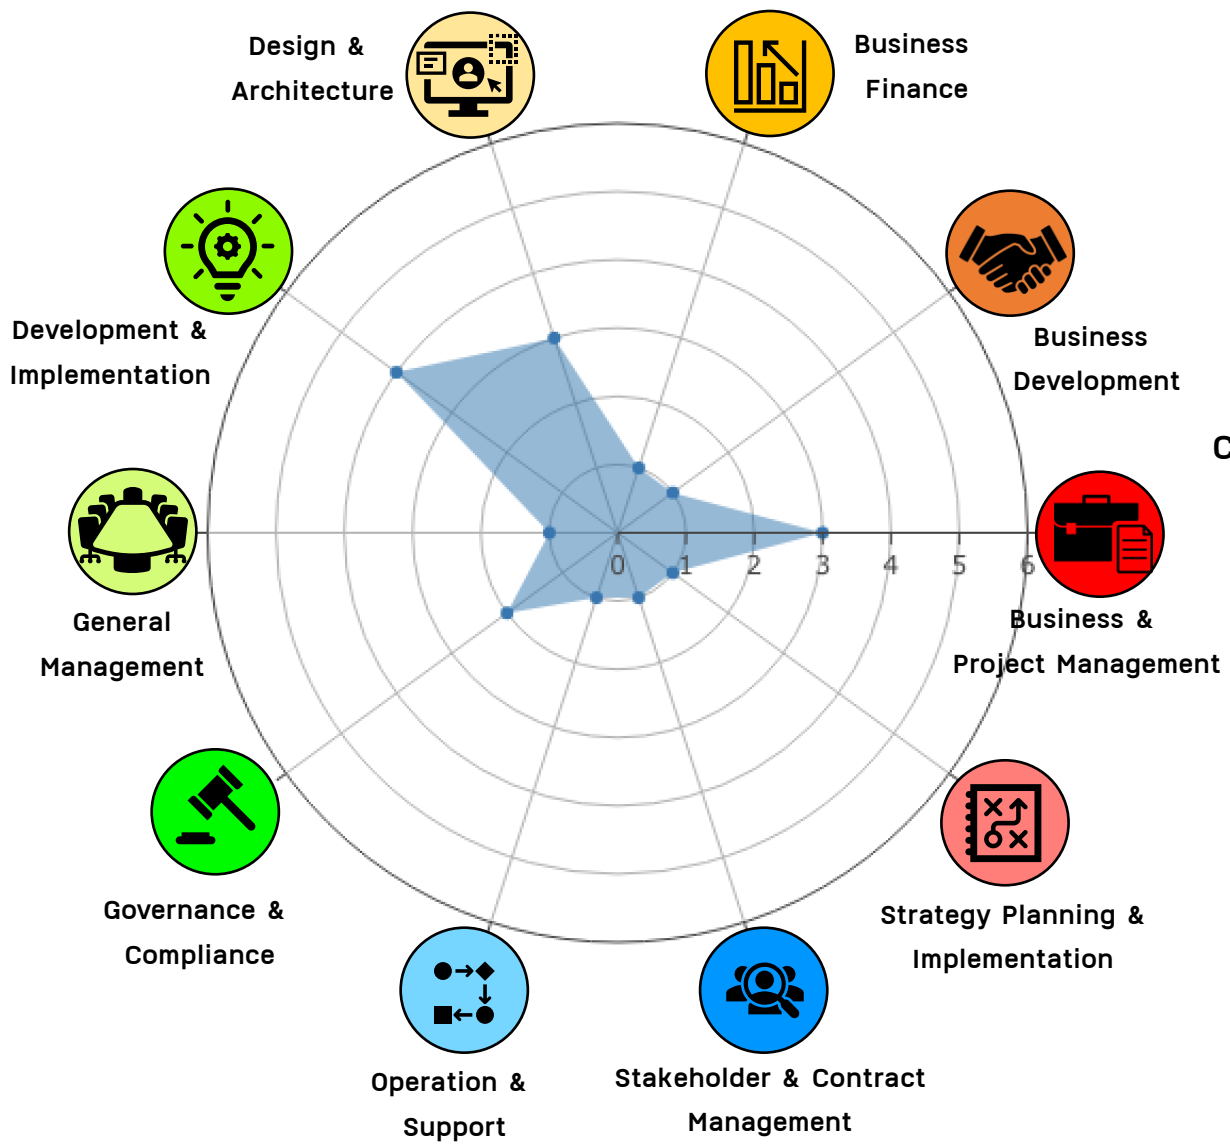 Design &
Architecture
Business
Finance
Development &
Implementation
Business
Development
C
0 1 2 3 4 5 6
General
Management
Business &
Project Management
Governance &
Compliance
Strategy Planning &
Implementation
Operation &
Support
Stakeholder & Contract
Management